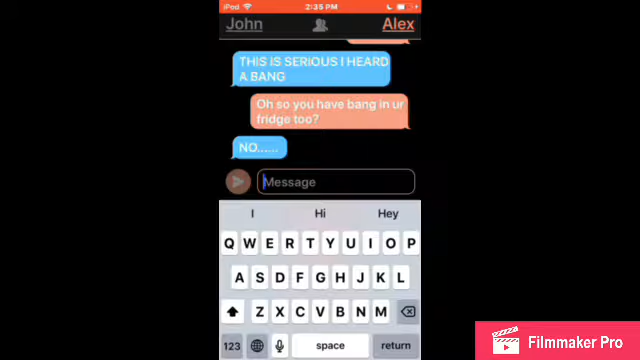 iPod 2:35 PM
John Alex
THIS IS SERIOUS I HEARD
A BANG
Oh so you have bang in ur
fridge too?
NO......
Message
I Hi Hey
Q W E R T Y U I O P
A S D F G H J K L
Z X C V B N M
123 space return
Filmmaker Pro